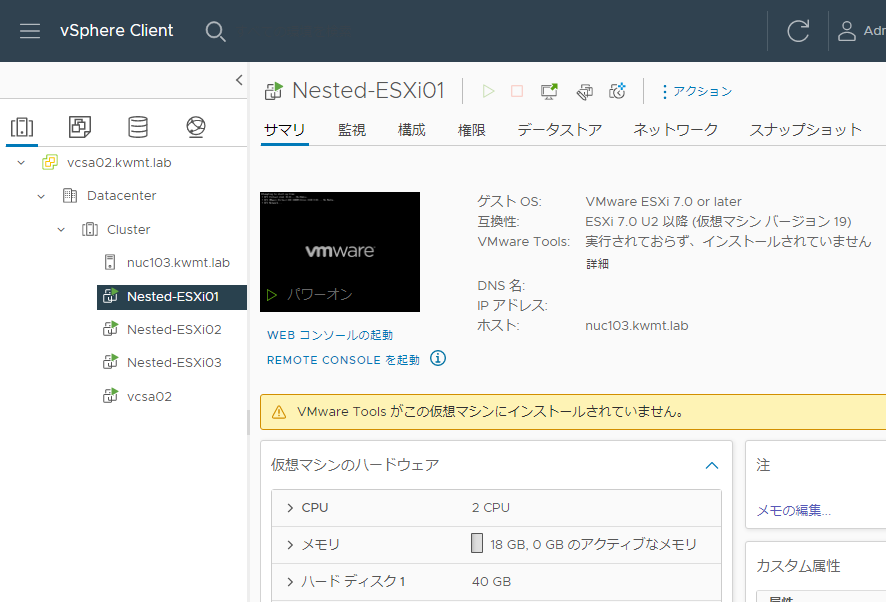 vSphere Client
Adr
Nested-ESXi01
アクション
サマリ 監視 構成 権限 データストア ネットワーク スナップショット
vcsa02.kwmt.lab
Datacenter
Cluster
nuc103.kwmt.lab
Nested-ESXi01
Nested-ESXi02
Nested-ESXi03
vcsa02
vmware
パワーオン
WEB コンソールの起動
REMOTE CONSOLE を起動
ゲスト OS: VMware ESXi 7.0 or later
互換性: ESXi 7.0 U2 以降 (仮想マシン バージョン 19)
VMware Tools: 実行されておらず、インストールされていません
詳細
DNS 名:
IP アドレス:
ホスト: nuc103.kwmt.lab
VMware Tools がこの仮想マシンにインストールされていません。
仮想マシンのハードウェア
CPU 2 CPU
メモリ 18 GB, 0 GB のアクティブなメモリ
ハード ディスク 1 40 GB
注
メモの編集...
カスタム属性
属性